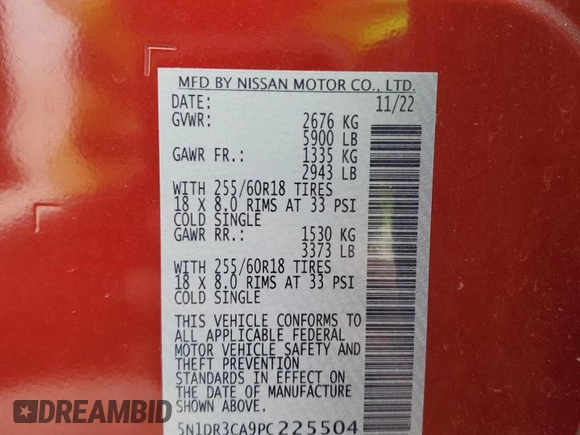 MFD BY NISSAN MOTOR CO., LTD.
DATE: 11/22
GVWR: 2676 KG
5900 LB
GAWR FR.: 1335 KG
2943 LB
WITH 255/60R18 TIRES
18 X 8.0 RIMS AT 33 PSI
COLD SINGLE
GAWR RR.: 1530 KG
3373 LB
WITH 255/60R18 TIRES
18 X 8.0 RIMS AT 33 PSI
COLD SINGLE
THIS VEHICLE CONFORMS TO
ALL APPLICABLE FEDERAL
MOTOR VEHICLE SAFETY AND
THEFT PREVENTION
STANDARDS IN EFFECT ON
THE DATE OF MANUFACTURE
SHOWN ABOVE.
5N1DR3CA9PC225504
DREAMBID